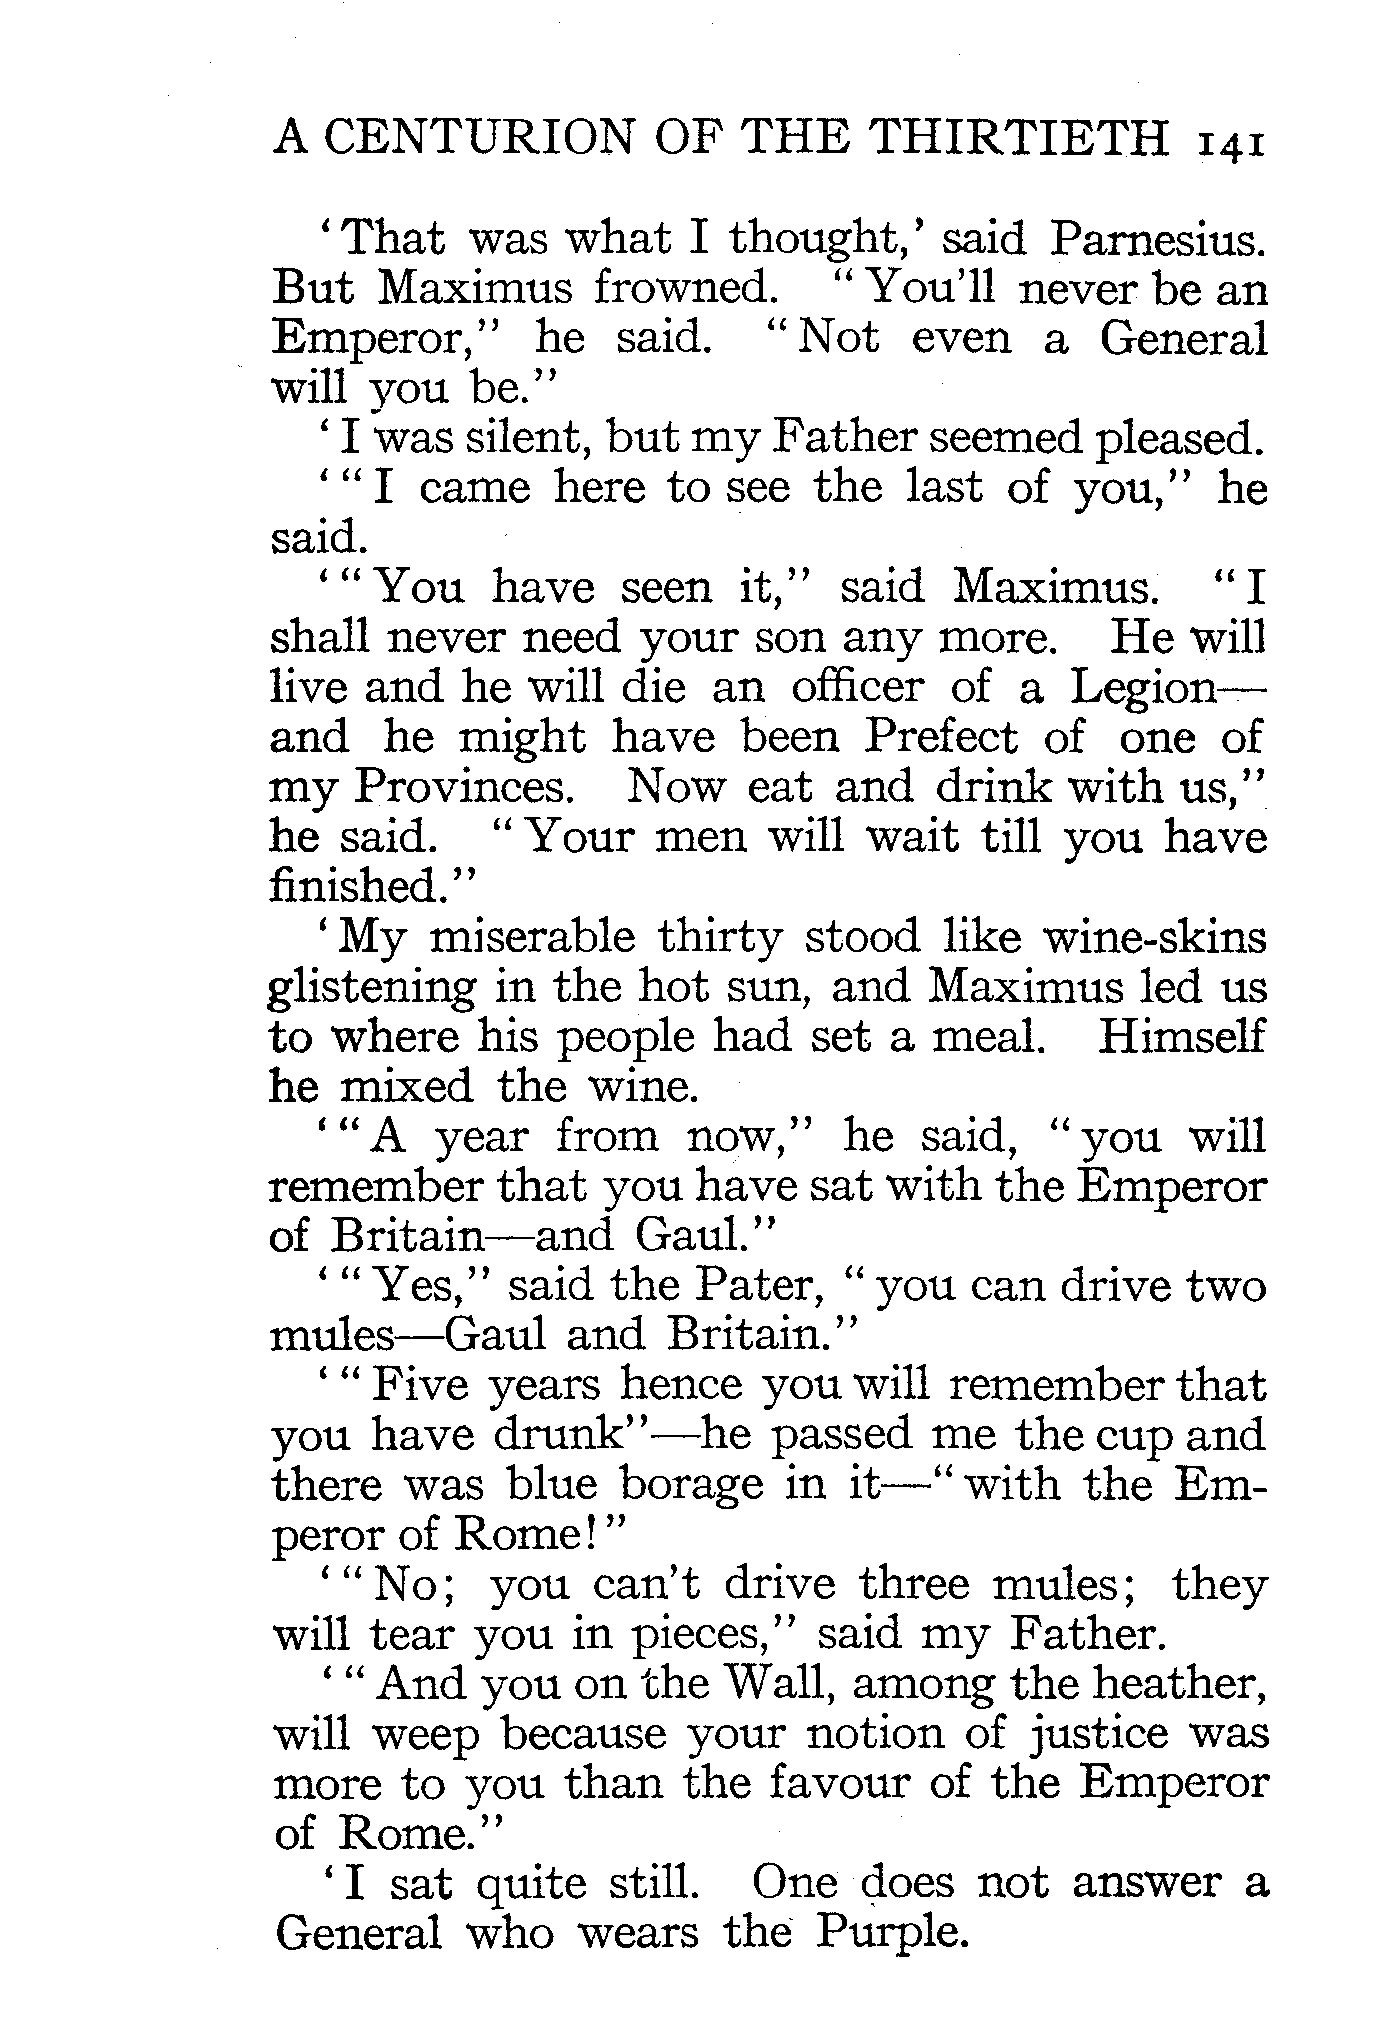 A CENTURION OF THE THIRTIETH 141
‘That was what I thought,’ said Parnesius.
But Maximus frowned. “You’ll never be an
Emperor,” he said. “Not even a General
will you be.”
‘I was silent, but my Father seemed pleased.
‘“I came here to see the last of you,” he
said.
‘“You have seen it,” said Maximus. “I
shall never need your son any more. He will
live and he will die an officer of a Legion—
and he might have been Prefect of one of
my Provinces. Now eat and drink with us,”
he said. “Your men will wait till you have
finished.”
‘My miserable thirty stood like wine-skins
glistening in the hot sun, and Maximus led us
to where his people had set a meal. Himself
he mixed the wine.
‘“A year from now,” he said, “you will
remember that you have sat with the Emperor
of Britain—and Gaul.”
‘“Yes,” said the Pater, “you can drive two
mules—Gaul and Britain.”
‘“Five years hence you will remember that
you have drunk”—he passed me the cup and
there was blue borage in it—“with the Em-
peror of Rome!”
‘“No; you can’t drive three mules; they
will tear you in pieces,” said my Father.
‘“And you on the Wall, among the heather,
will weep because your notion of justice was
more to you than the favour of the Emperor
of Rome.”
‘I sat quite still. One does not answer a
General who wears the Purple.